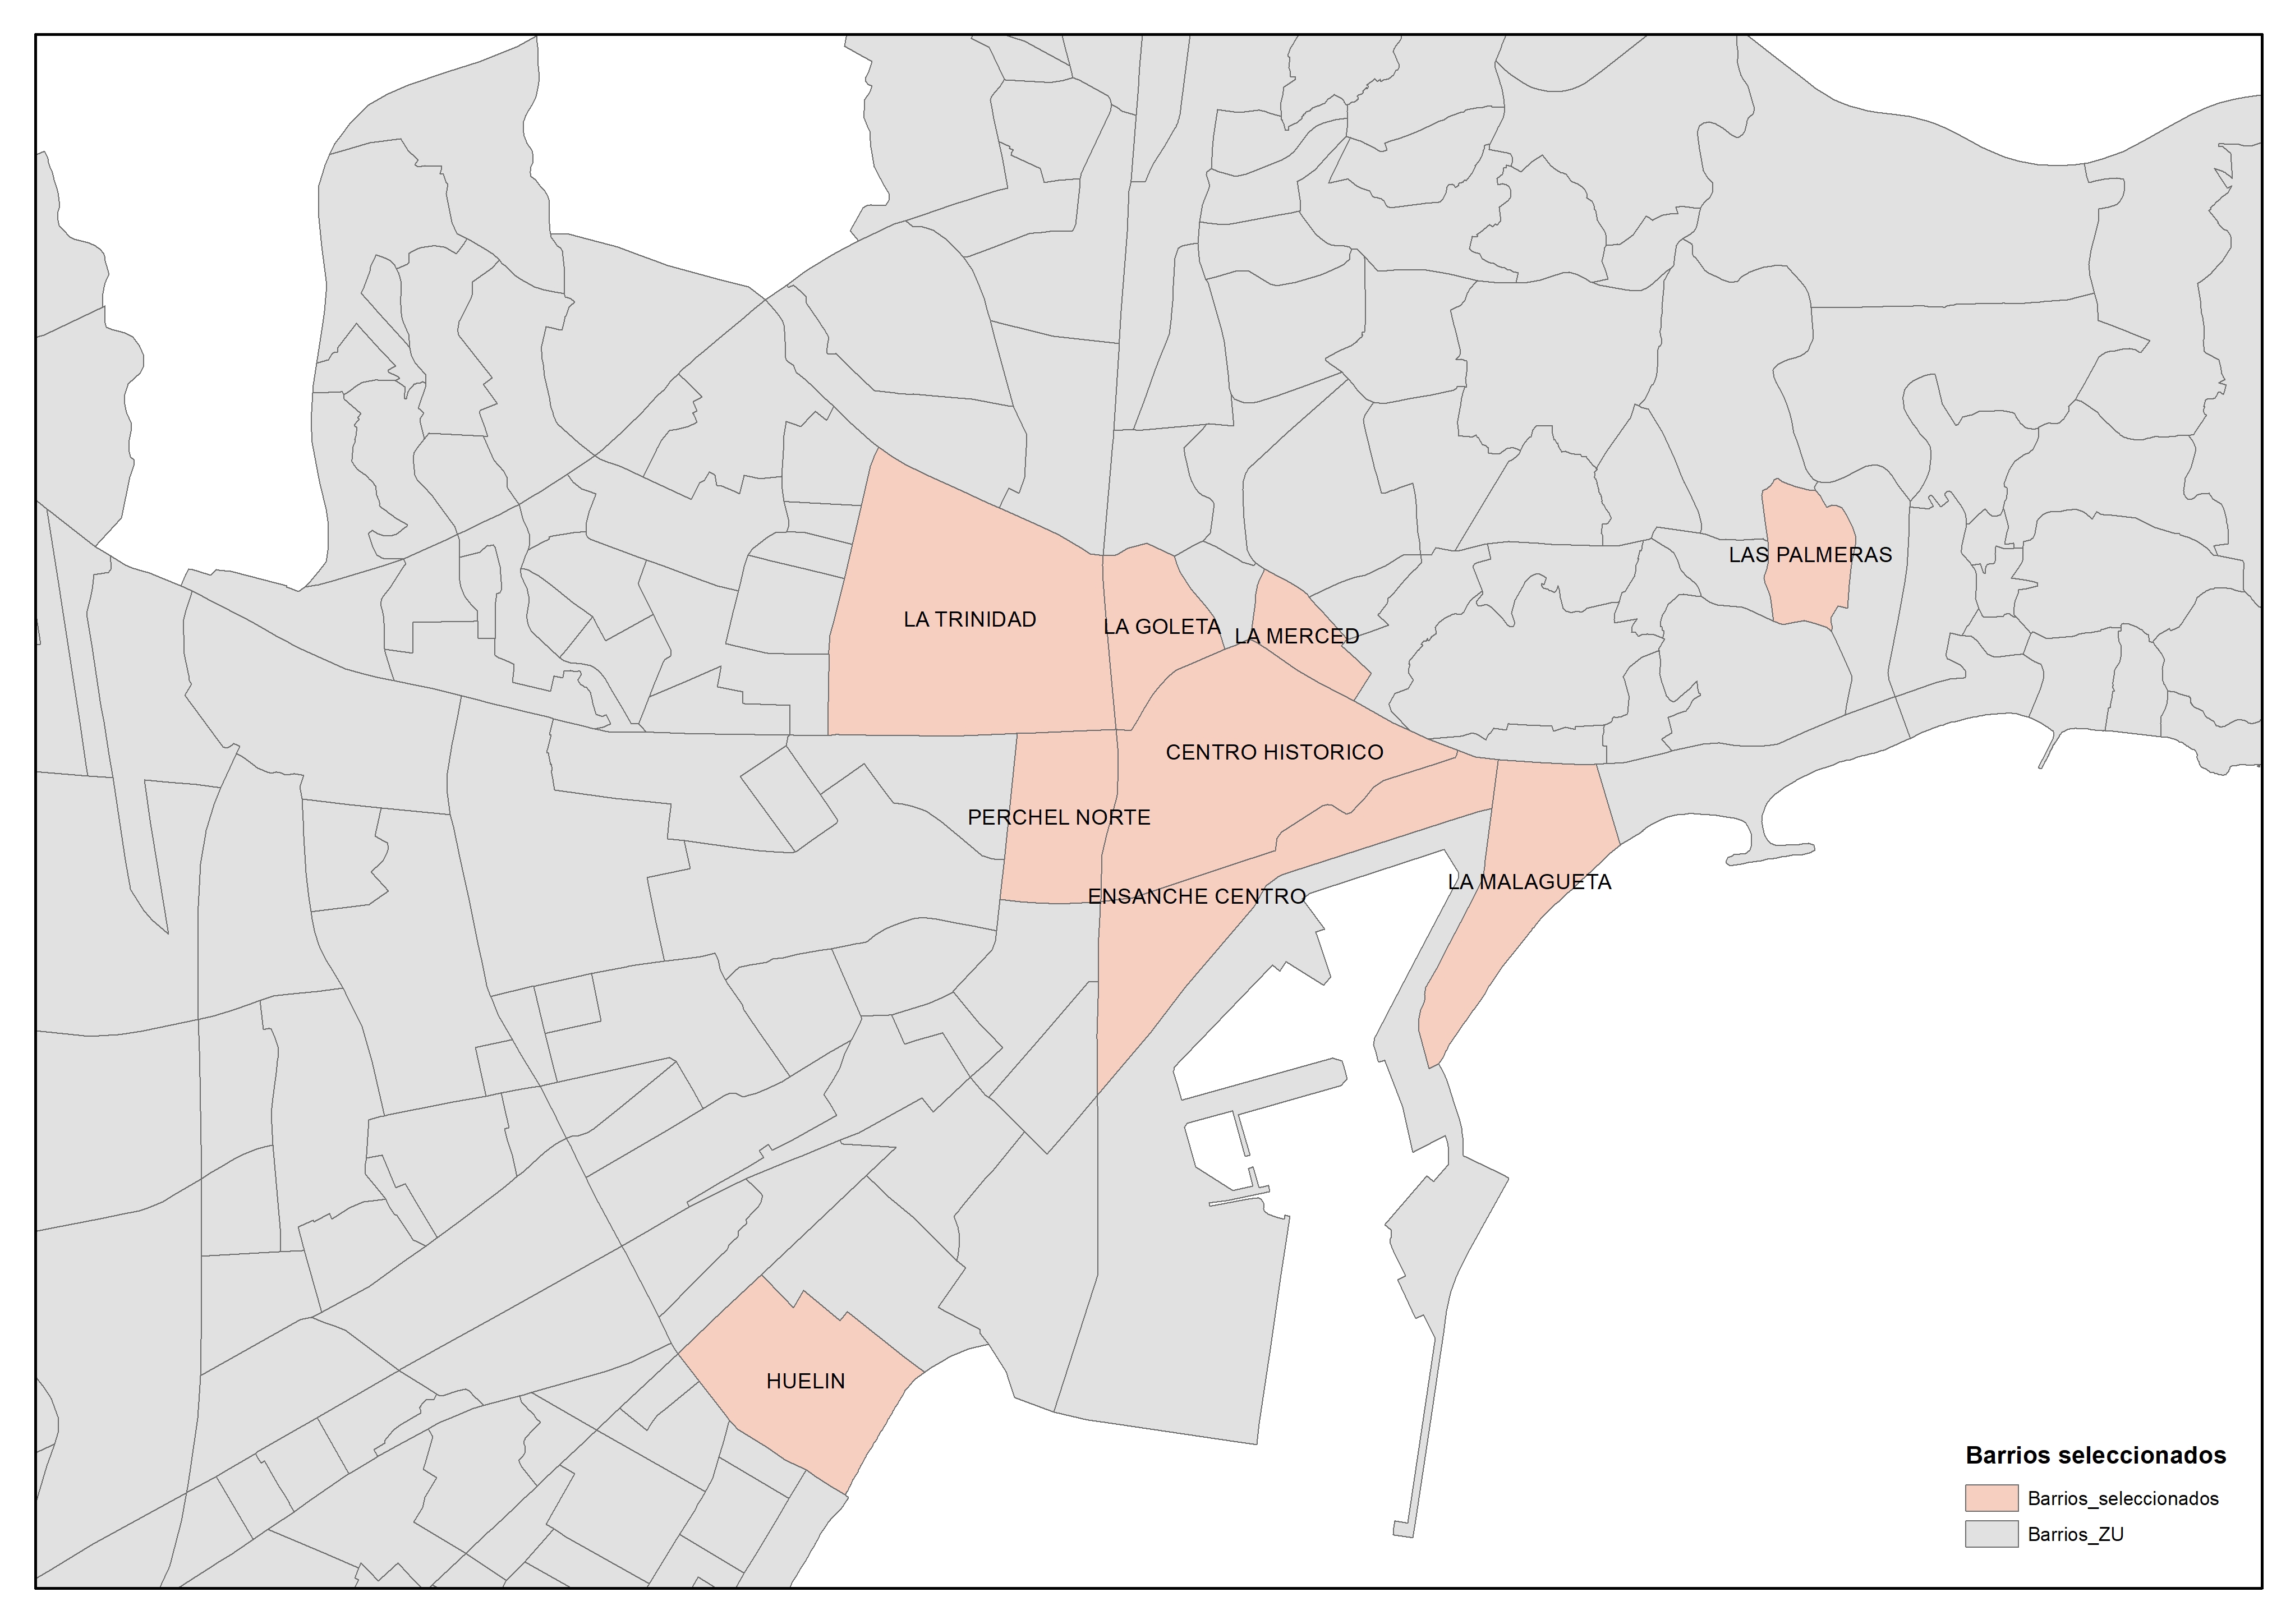 LAS PALMERAS
LA TRINIDAD
LA GOLETA
LA MERCED
CENTRO HISTORICO
PERCHEL NORTE
LA MALAGUETA
ENSANCHE CENTRO
HUELIN
Barrios seleccionados
Barrios_seleccionados
Barrios_ZU